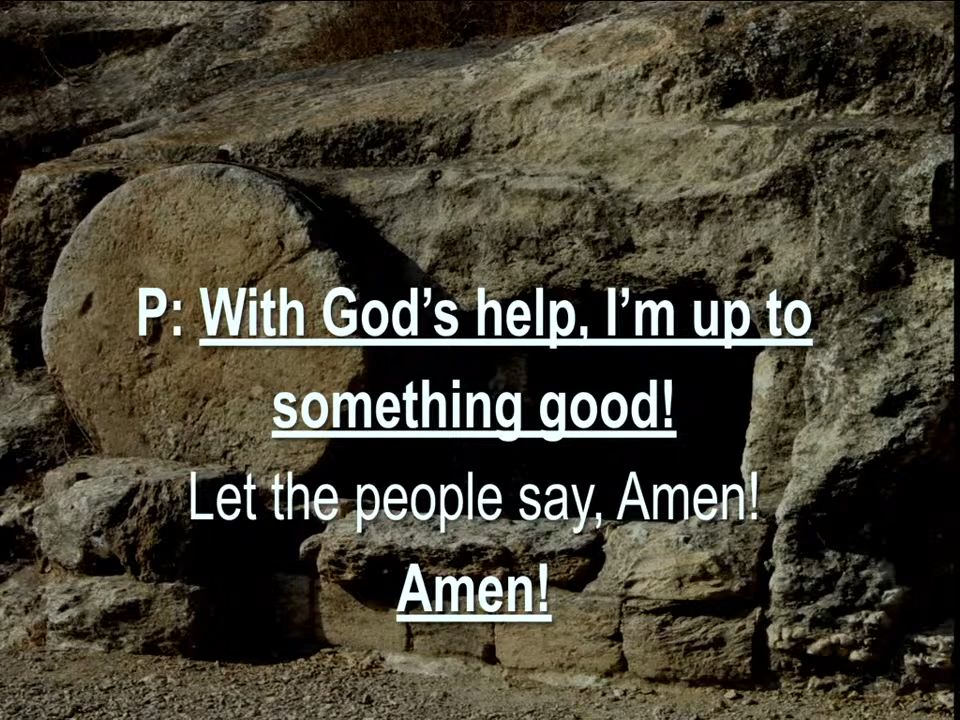 P: With God’s help, I’m up to
something good!
Let the people say, Amen!
Amen!